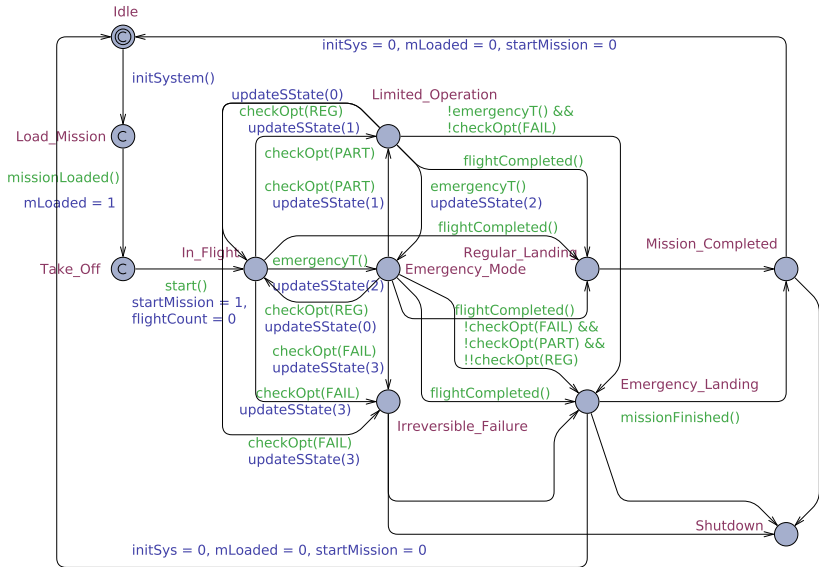 Idle
initSys = 0, mLoaded = 0, startMission = 0
C
initSystem()
updateSState(0)
Limited_Operation
checkOpt(REG)
!emergencyT() &&
updateSState(1)
!checkOpt(FAIL)
Load_Mission
C
checkOpt(PART)
flightCompleted()
missionLoaded()
checkOpt(PART)
emergencyT()
mLoaded = 1
updateSState(1)
updateSState(2)
flightCompleted()
In_Flight
Regular_Landing
Mission_Completed
Take_Off
C
emergencyT()
Emergency_Mode
start()
updateSState(2)
startMission = 1,
flightCount = 0
checkOpt(REG)
updateSState(0)
flightCompleted()
!checkOpt(FAIL) &&
!checkOpt(PART) &&
!!checkOpt(REG)
checkOpt(FAIL)
updateSState(3)
Emergency_Landing
checkOpt(FAIL)
updateSState(3)
flightCompleted()
missionFinished()
Irreversible_Failure
checkOpt(FAIL)
updateSState(3)
Shutdown
initSys = 0, mLoaded = 0, startMission = 0